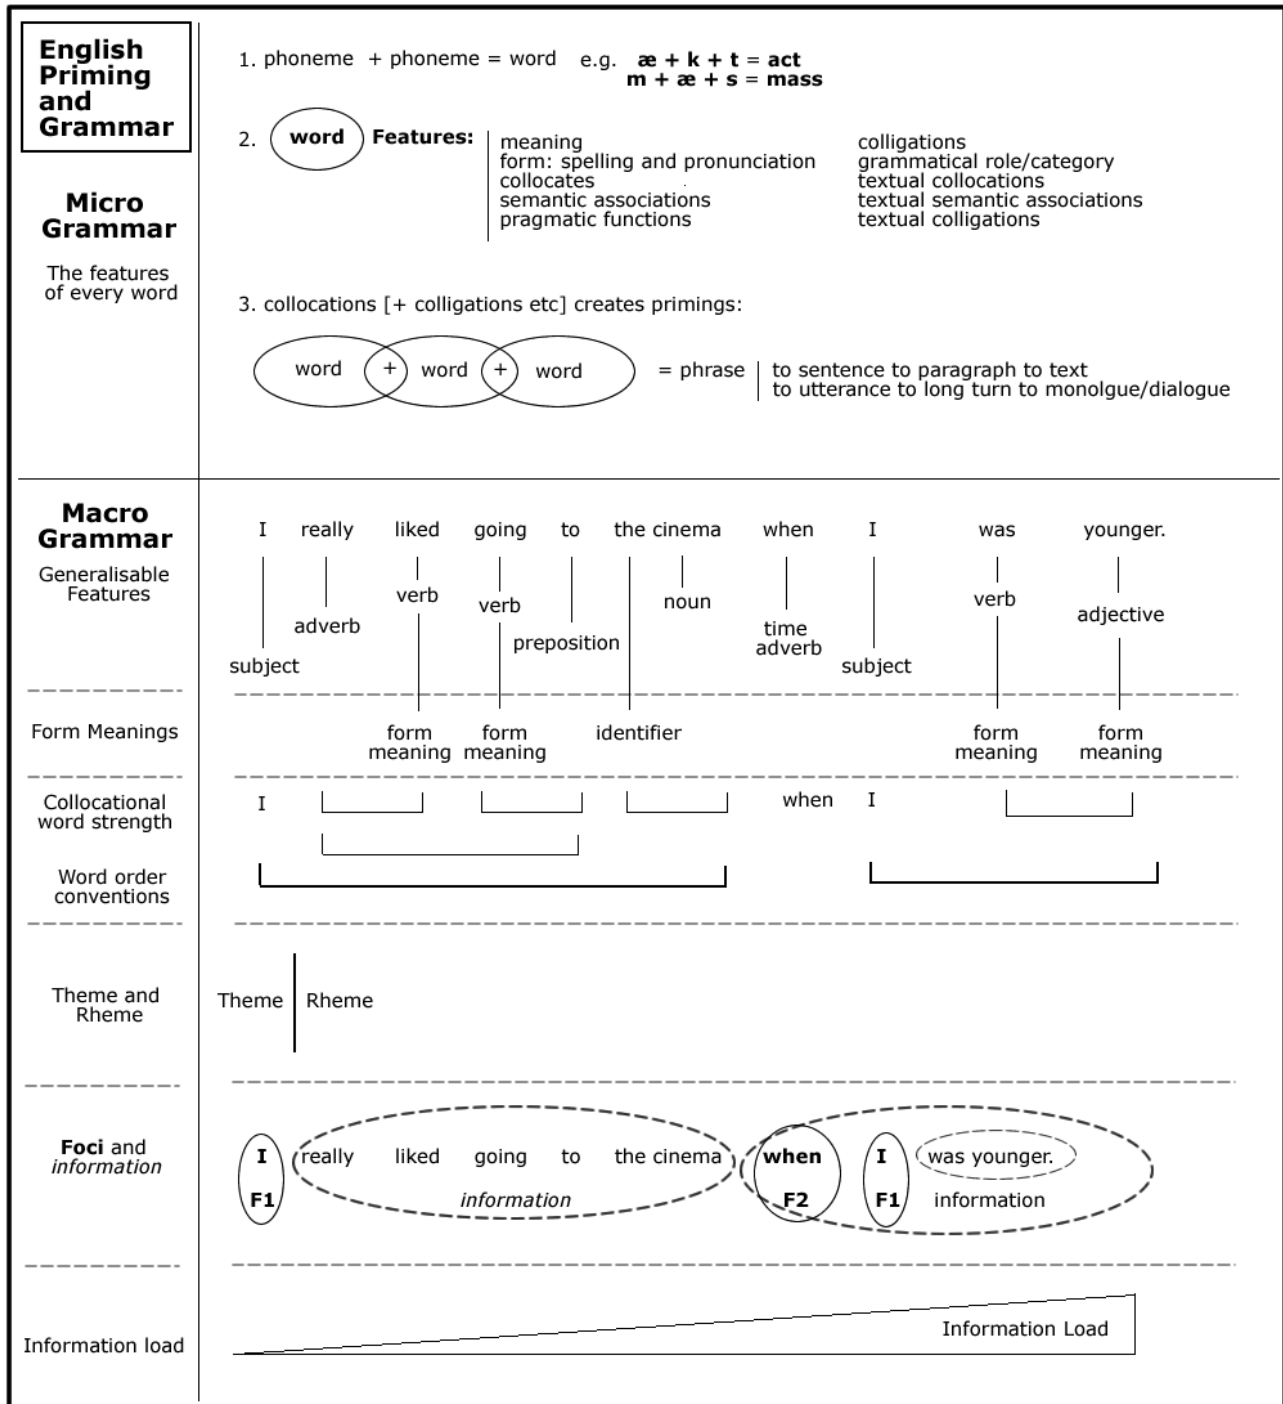 English
Priming
and
Grammar
Micro
Grammar
The features
of every word
1. phoneme + phoneme = word e.g. æ + k + t = act
m + æ + s = mass
2. word Features:
meaning
form: spelling and pronunciation
collocates
semantic associations
pragmatic functions
colligations
grammatical role/category
textual collocations
textual semantic associations
textual colligations
3. collocations [+ colligations etc] creates primings:
word + word + word = phrase
to sentence to paragraph to text
to utterance to long turn to monolgue/dialogue
Macro
Grammar
Generalisable
Features
I really liked going to the cinema when I was younger.
subject adverb verb verb preposition noun time adverb subject verb adjective
Form Meanings
form meaning form meaning identifier form meaning form meaning
Collocational
word strength
I when I
Word order
conventions
Theme and
Rheme
Theme Rheme
Foci and
information
I really liked going to the cinema when I was younger.
F1 information F2 F1 information
Information load
Information Load